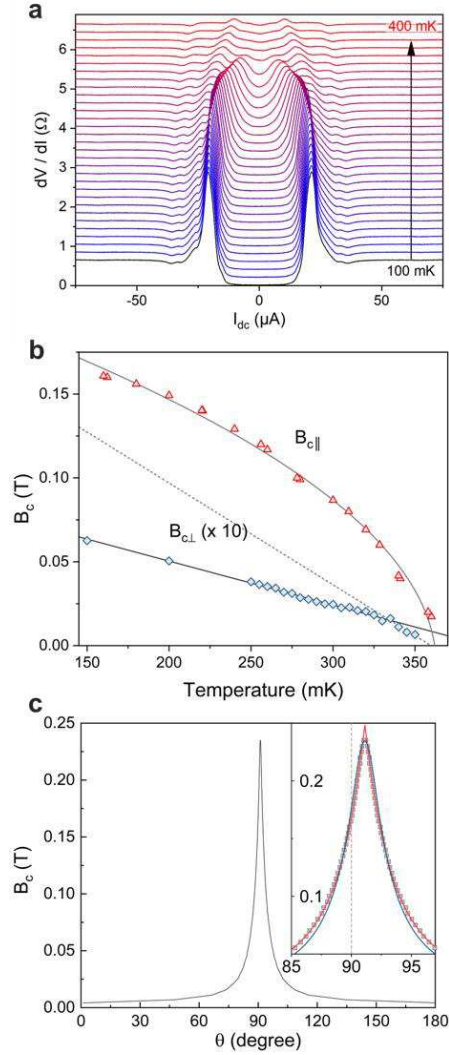 a
400 mK
6
5
4
3
2
1
0
dV / dI (Ω)
100 mK
-50 0 50
I_dc (µA)
b
0.15
0.10
0.05
0.00
B_c (T)
B_c||
B_c⊥ (x 10)
150 200 250 300 350
Temperature (mK)
c
0.25
0.20
0.15
0.10
0.05
0.00
B_c (T)
0.2
0.1
85 90 95
0 30 60 90 120 150 180
θ (degree)